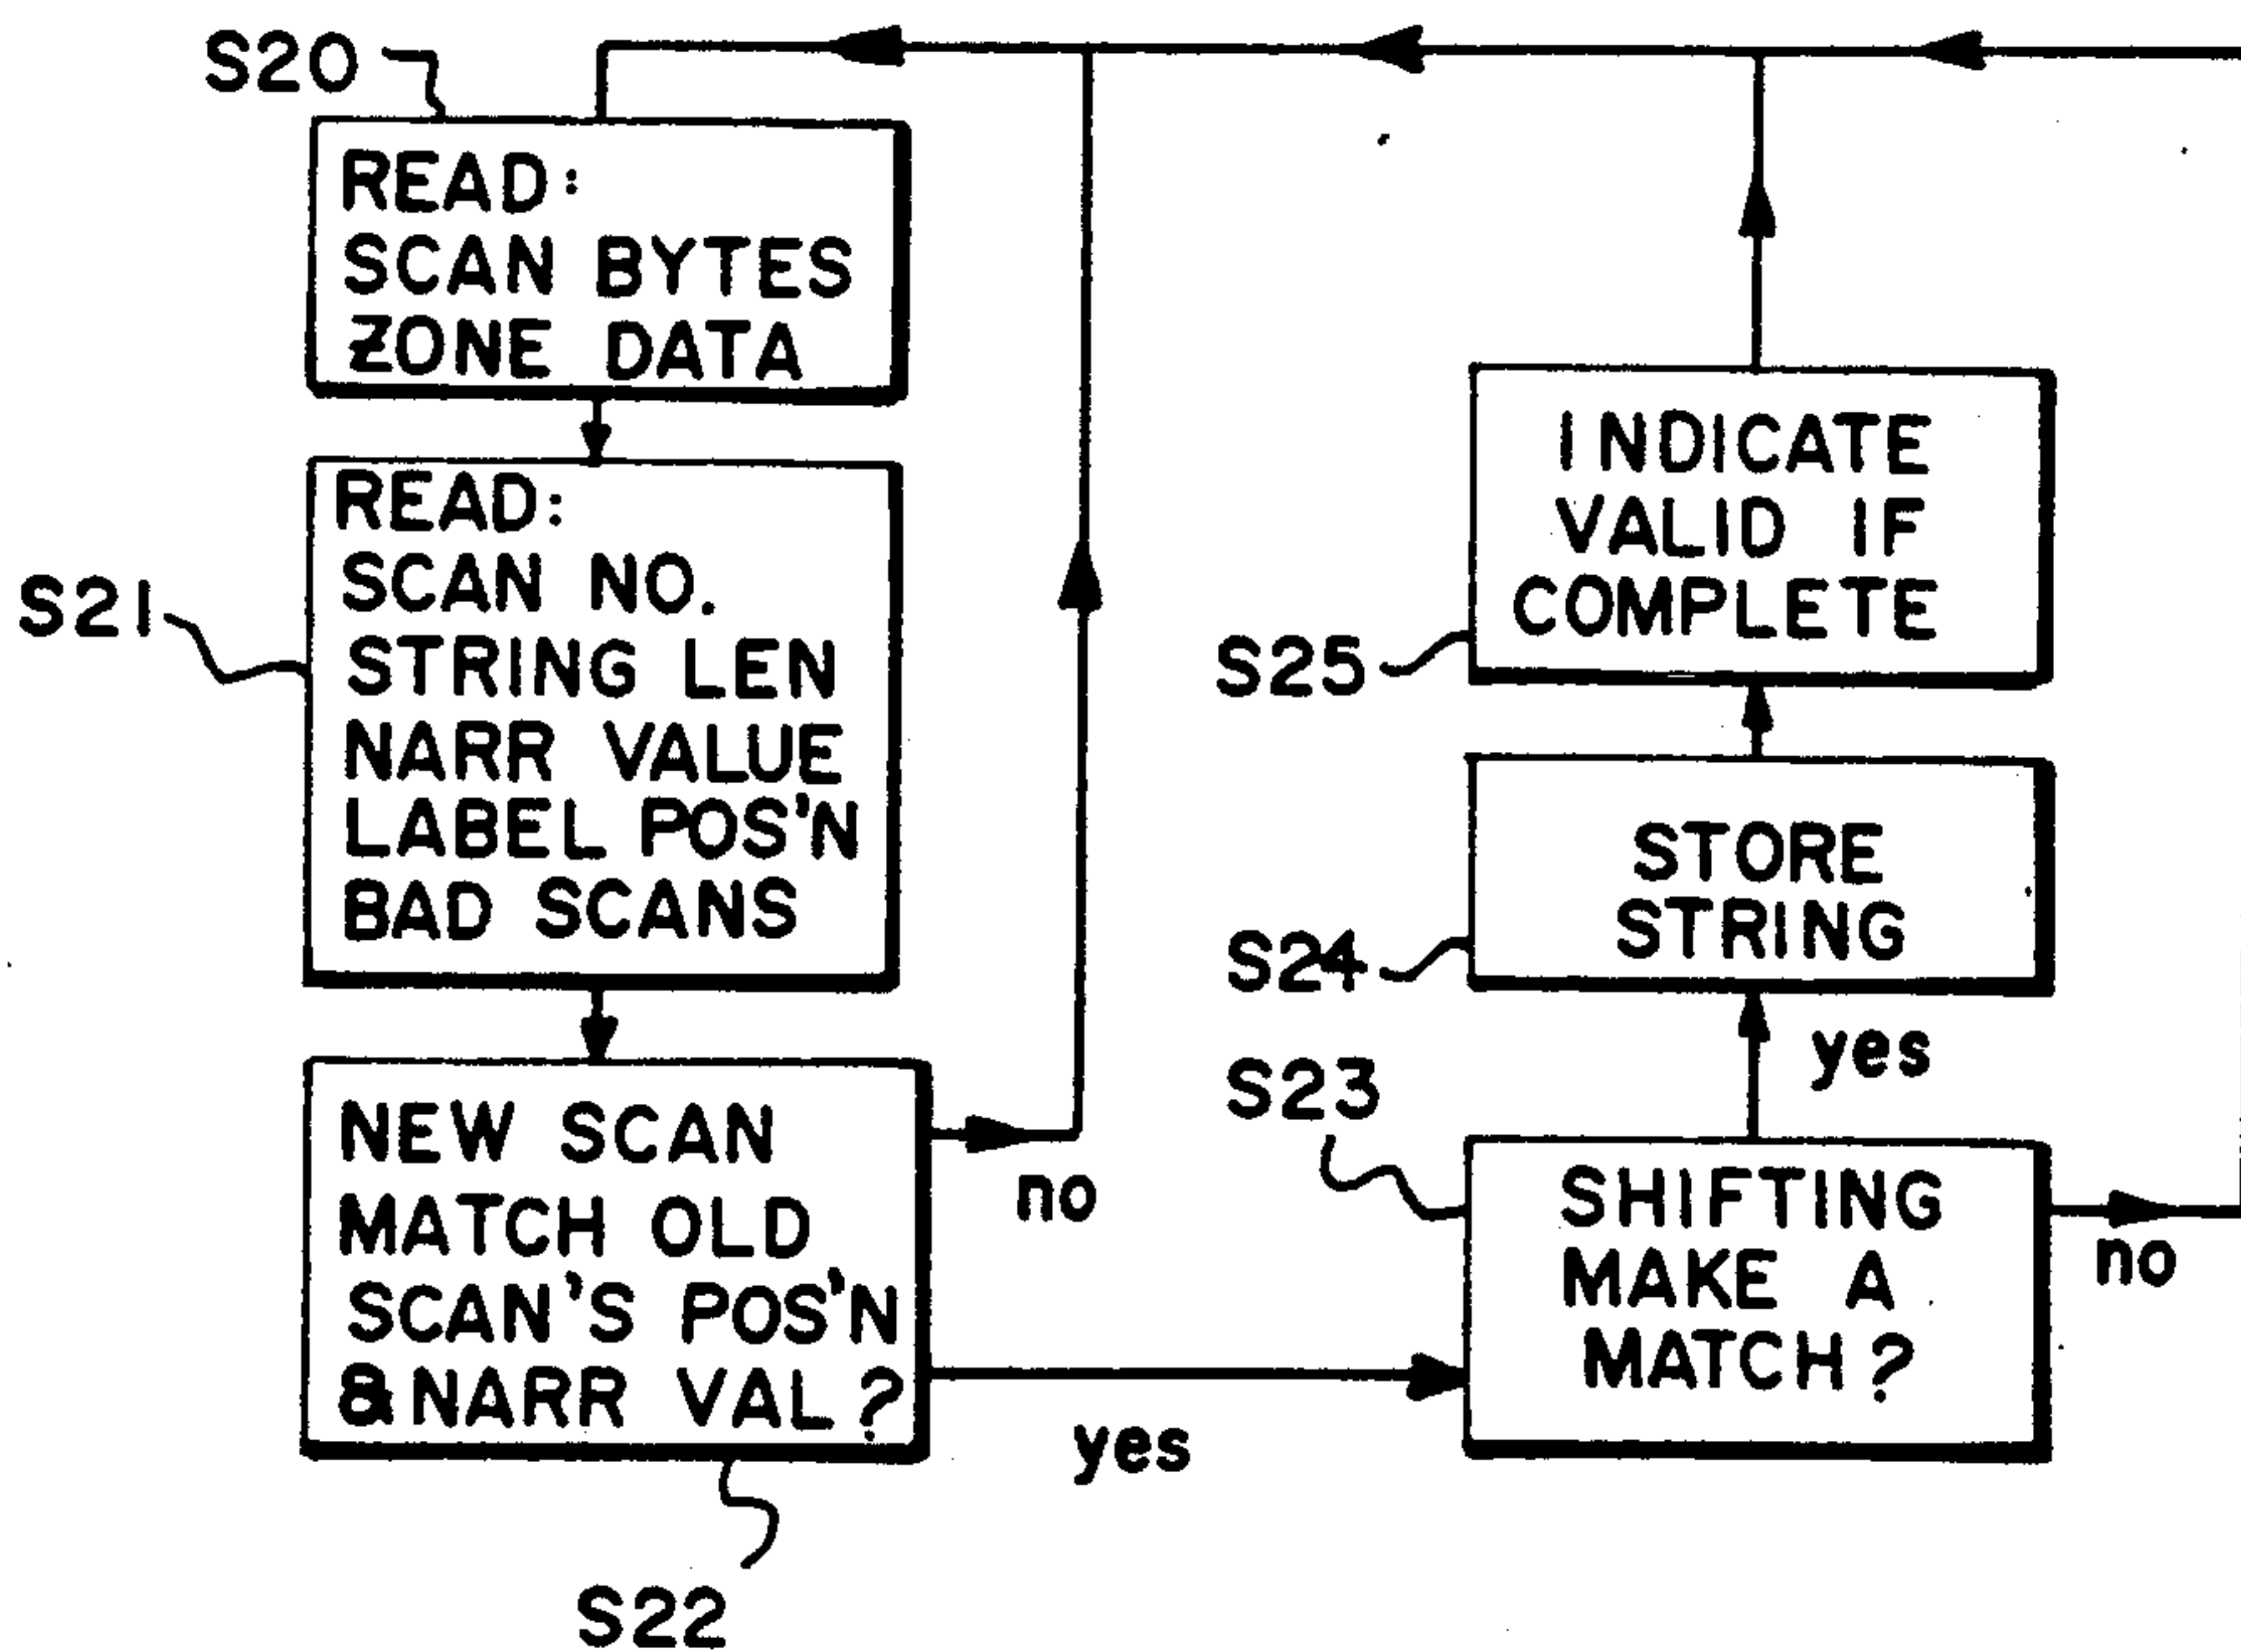 S20
READ:
SCAN BYTES
ZONE DATA
S21
READ:
SCAN NO.
STRING LEN
NARR VALUE
LABEL POS'N
BAD SCANS
S22
NEW SCAN
MATCH OLD
SCAN'S POS'N
& NARR VAL?
no
yes
S23
SHIFTING
MAKE A
MATCH?
no
yes
S24
STORE
STRING
S25
INDICATE
VALID IF
COMPLETE